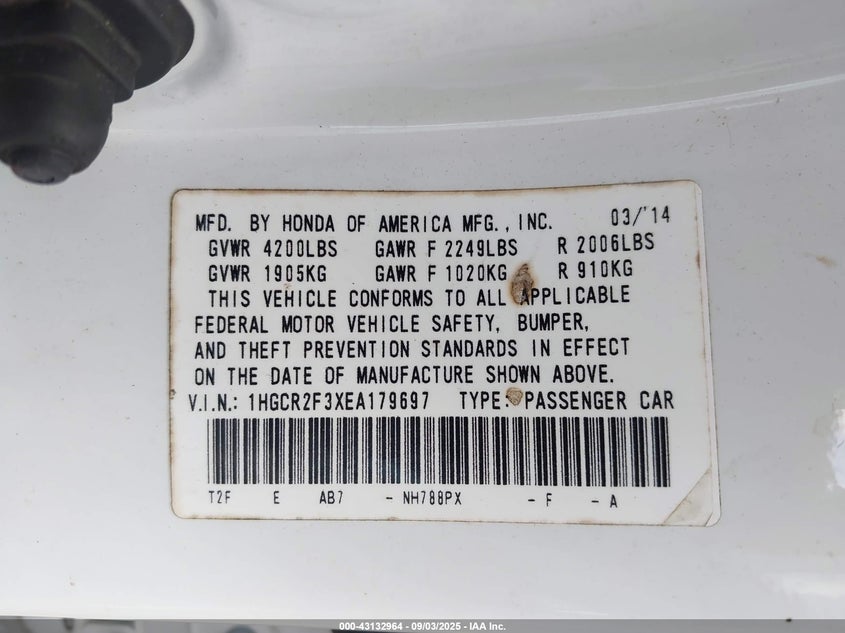 MFD. BY HONDA OF AMERICA MFG., INC. 03/'14
GVWR 4200LBS GAWR F 2249LBS R 2006LBS
GVWR 1905KG GAWR F 1020KG R 910KG
THIS VEHICLE CONFORMS TO ALL APPLICABLE
FEDERAL MOTOR VEHICLE SAFETY, BUMPER,
AND THEFT PREVENTION STANDARDS IN EFFECT
ON THE DATE OF MANUFACTURE SHOWN ABOVE.
V.I.N.: 1HGCR2F3XEA179697 TYPE: PASSENGER CAR
T2F E AB7 - NH788PX - F - A
000-43132964 - 09/03/2025 - IAA Inc.